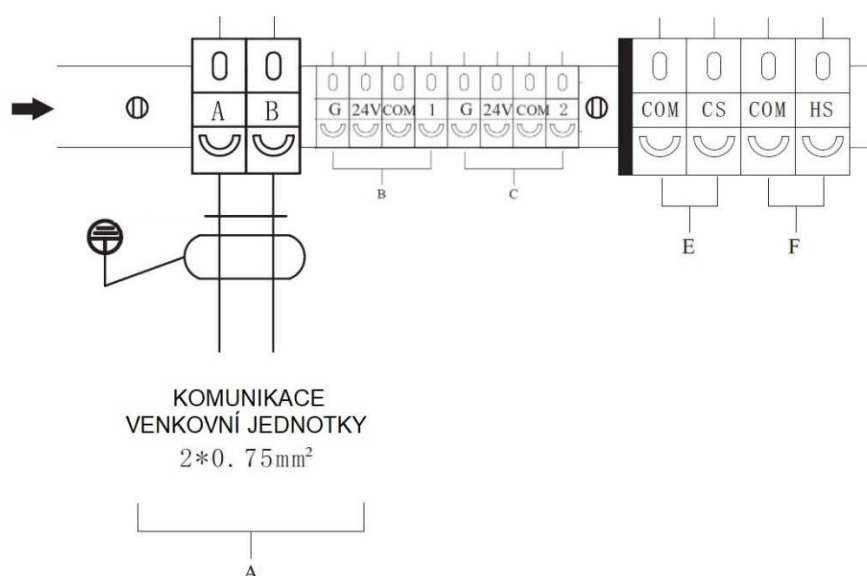 A B G 24V COM 1 G 24V COM 2 COM CS COM HS
B C
E F
KOMUNIKACE
VENKOVNÍ JEDNOTKY
2*0.75mm²
A